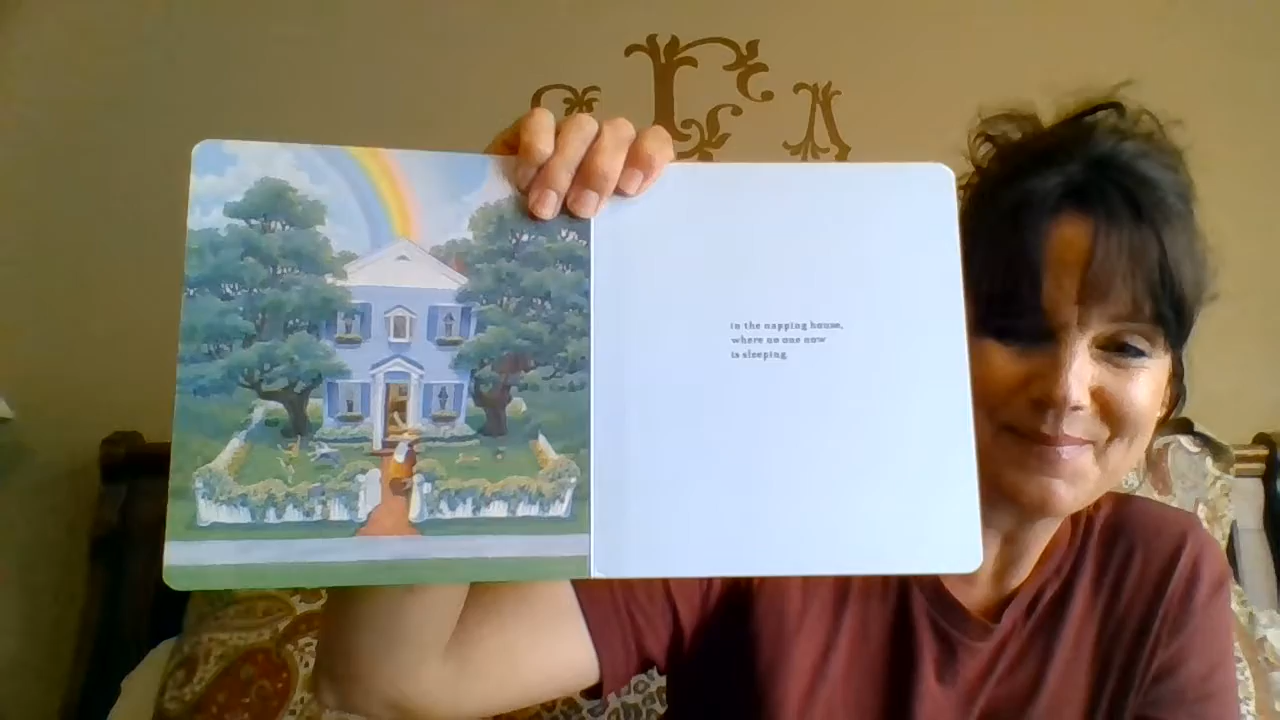 in the napping house,
where no one now
is sleeping.